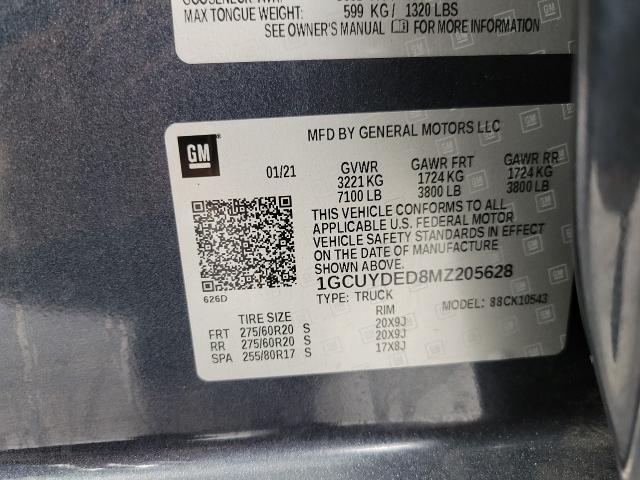 MAX TONGUE WEIGHT: 599 KG/ 1320 LBS
SEE OWNER'S MANUAL FOR MORE INFORMATION
GM
MFD BY GENERAL MOTORS LLC
01/21 GVWR GAWR FRT GAWR RR
3221 KG 1724 KG 1724 KG
7100 LB 3800 LB 3800 LB
THIS VEHICLE CONFORMS TO ALL
APPLICABLE U.S. FEDERAL MOTOR
VEHICLE SAFETY STANDARDS IN EFFECT
ON THE DATE OF MANUFACTURE
SHOWN ABOVE.
626D
1GCUYDED8MZ205628
TYPE: TRUCK MODEL: 88CK10543
TIRE SIZE RIM
FRT 275/60R20 S 20X9J
RR 275/60R20 S 20X9J
SPA 255/80R17 S 17X8J